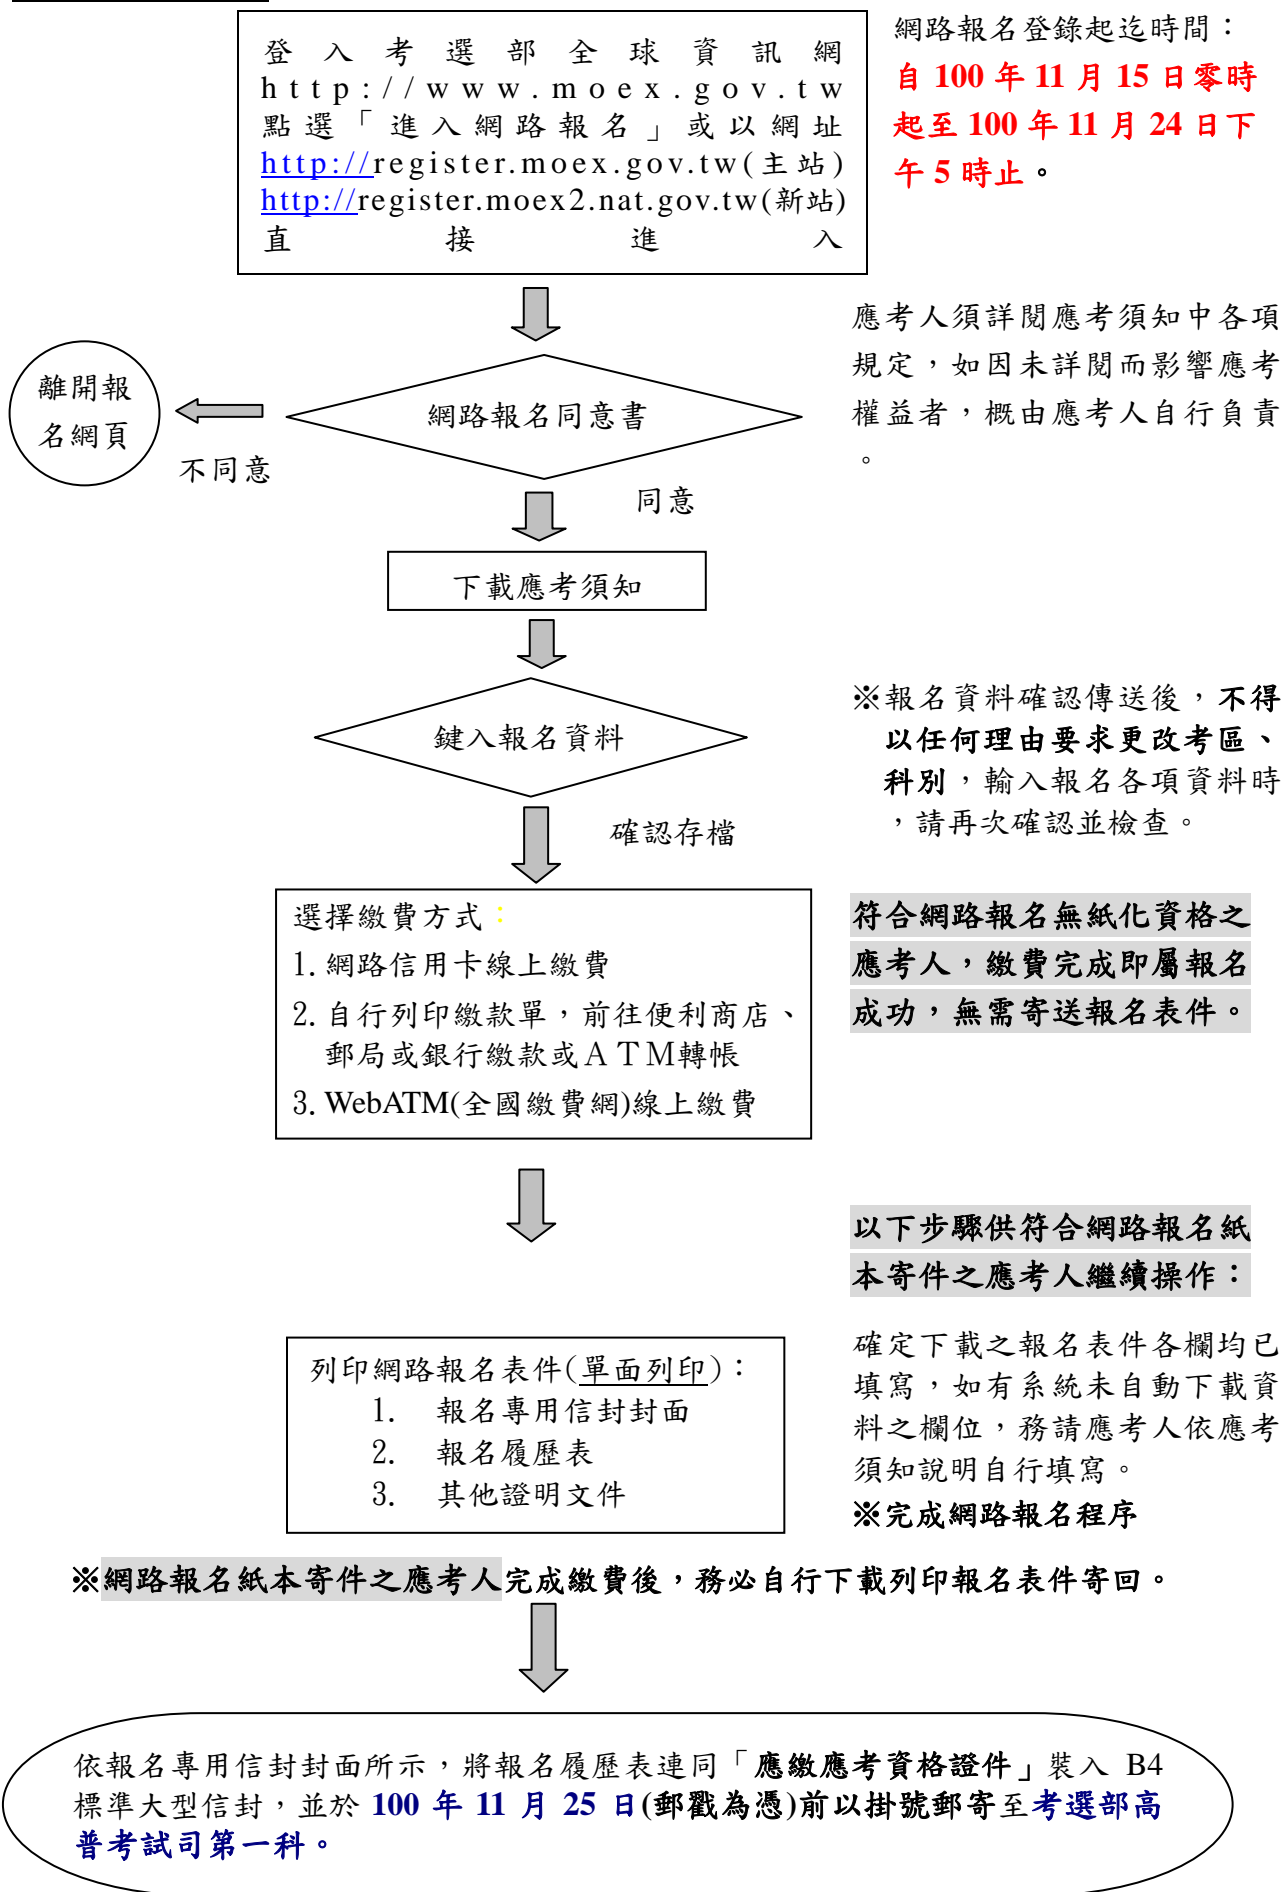 登入考選部全球資訊網
http://www.moex.gov.tw
點選「進入網路報名」或以網址
http://register.moex.gov.tw(主站)
http://register.moex2.nat.gov.tw(新站)
直接進入
網路報名登錄起迄時間：
自 100 年 11 月 15 日零時
起至 100 年 11 月 24 日下
午 5 時止。
應考人須詳閱應考須知中各項
規定，如因未詳閱而影響應考
權益者，概由應考人自行負責
。
離開報
名網頁
網路報名同意書
不同意
同意
下載應考須知
鍵入報名資料
※報名資料確認傳送後，不得
以任何理由要求更改考區、
科別，輸入報名各項資料時
，請再次確認並檢查。
確認存檔
選擇繳費方式：
1. 網路信用卡線上繳費
2. 自行列印繳款單，前往便利商店、
郵局或銀行繳款或ＡＴＭ轉帳
3. WebATM(全國繳費網)線上繳費
符合網路報名無紙化資格之
應考人，繳費完成即屬報名
成功，無需寄送報名表件。
以下步驟供符合網路報名紙
本寄件之應考人繼續操作：
列印網路報名表件(單面列印)：
1. 報名專用信封封面
2. 報名履歷表
3. 其他證明文件
確定下載之報名表件各欄均已
填寫，如有系統未自動下載資
料之欄位，務請應考人依應考
須知說明自行填寫。
※完成網路報名程序
※網路報名紙本寄件之應考人完成繳費後，務必自行下載列印報名表件寄回。
依報名專用信封封面所示，將報名履歷表連同「應繳應考資格證件」裝入 B4
標準大型信封，並於 100 年 11 月 25 日(郵戳為憑)前以掛號郵寄至考選部高
普考試司第一科。